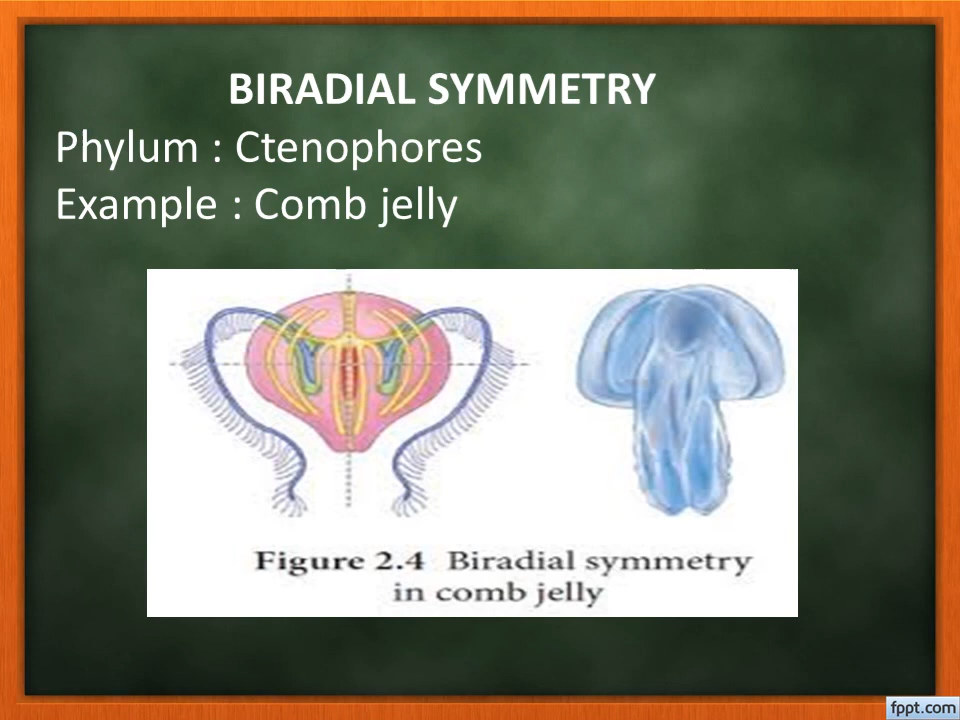 BIRADIAL SYMMETRY
Phylum : Ctenophores
Example : Comb jelly
Figure 2.4 Biradial symmetry
in comb jelly
fppt.com